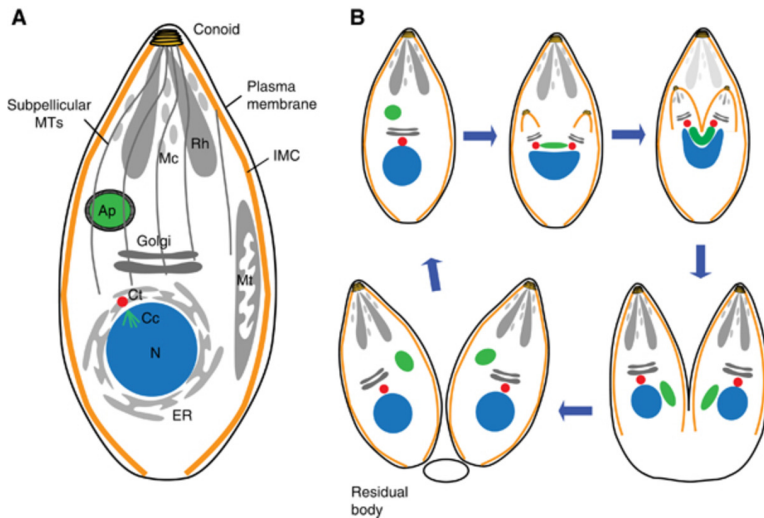 A
Conoid
Subpellicular
MTs
Plasma
membrane
IMC
Rh
Mc
Ap
Golgi
Mt
Ct
Cc
N
ER
B
Residual
body